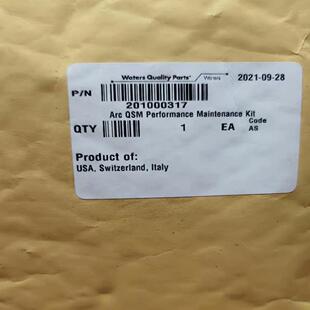 Waters Quality Parts® Waters 2021-09-28
P/N
201000317
Arc QSM Performance Maintenance Kit
QTY 1 EA Code
AS
Product of:
USA, Switzerland, Italy